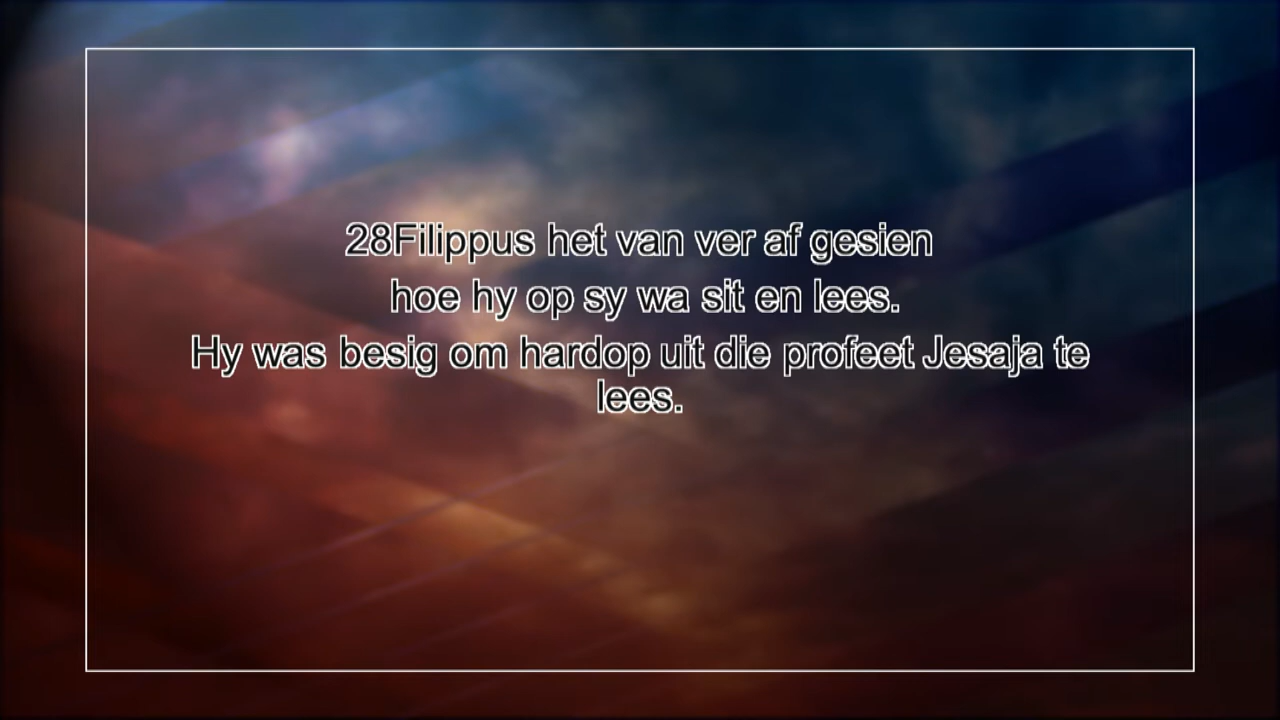 28Filippus het van ver af gesien
hoe hy op sy wa sit en lees.
Hy was besig om hardop uit die profeet Jesaja te
lees.